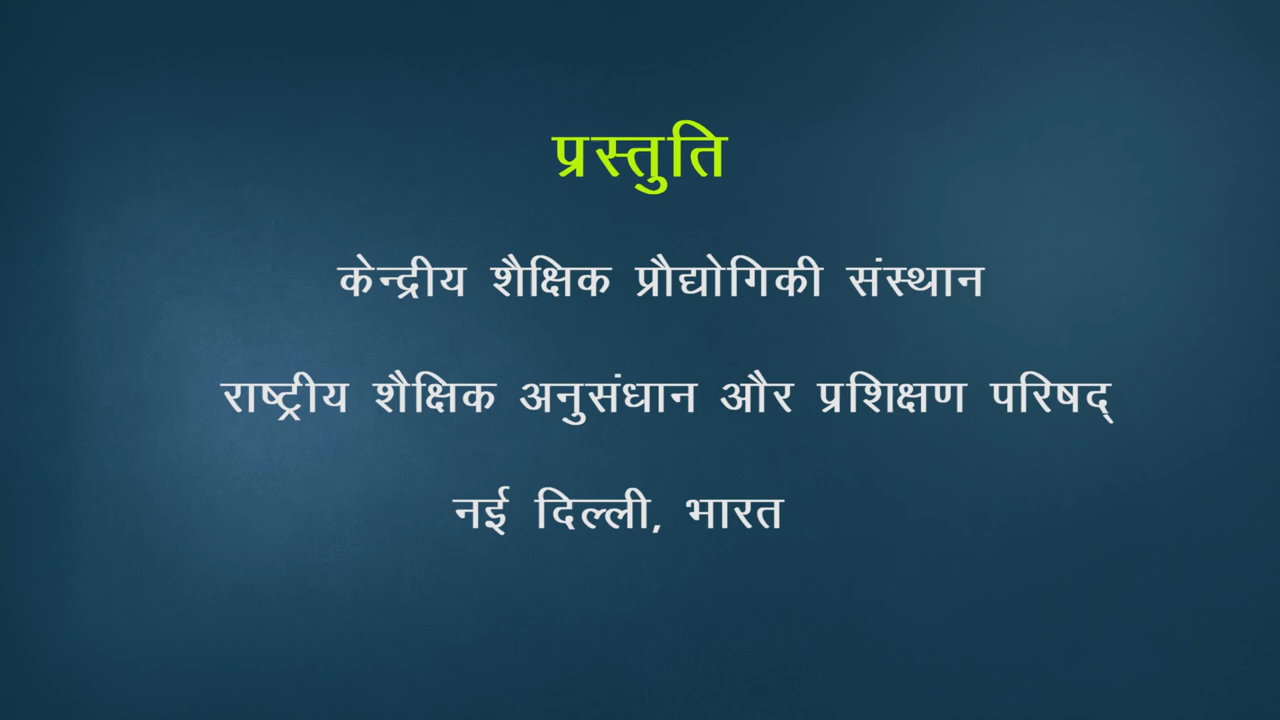 प्रस्तुति
केन्द्रीय शैक्षिक प्रौद्योगिकी संस्थान
राष्ट्रीय शैक्षिक अनुसंधान और प्रशिक्षण परिषद्
नई दिल्ली, भारत